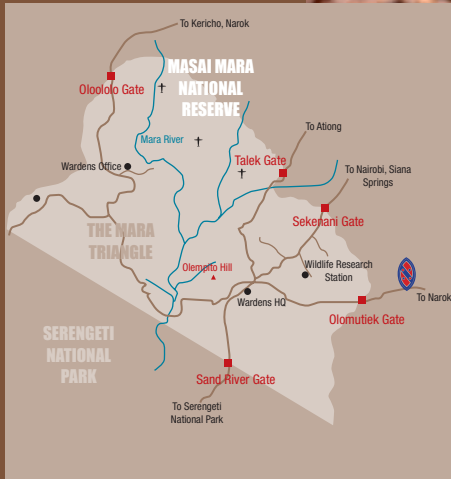 To Kericho, Narok
MASAI MARA
NATIONAL
RESERVE
Oloololo Gate
To Ationg
Mara River
Talek Gate
Wardens Office
To Nairobi, Siana
Springs
Sekenani Gate
THE MARA
TRIANGLE
Olempito Hill
Wildlife Research
Station
Wardens HQ
To Narok
Olomutiek Gate
SERENGETI
NATIONAL
PARK
Sand River Gate
To Serengeti
National Park